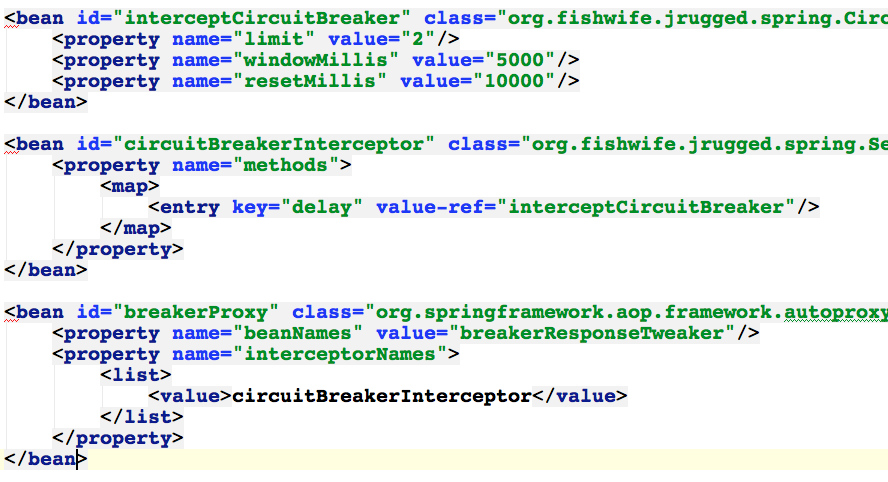 <bean id="interceptCircuitBreaker" class="org.fishwife.jrugged.spring.Circ
<property name="limit" value="2"/>
<property name="windowMillis" value="5000"/>
<property name="resetMillis" value="10000"/>
</bean>
<bean id="circuitBreakerInterceptor" class="org.fishwife.jrugged.spring.Se
<property name="methods">
<map>
<entry key="delay" value-ref="interceptCircuitBreaker"/>
</map>
</property>
</bean>
<bean id="breakerProxy" class="org.springframework.aop.framework.autoproxy
<property name="beanNames" value="breakerResponseTweaker"/>
<property name="interceptorNames">
<list>
<value>circuitBreakerInterceptor</value>
</list>
</property>
</bean>